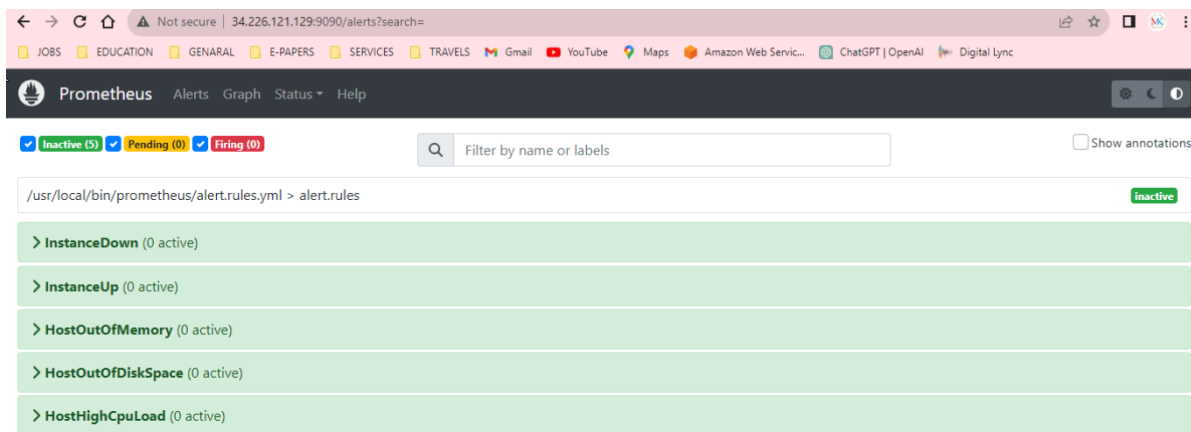 Not secure | 34.226.121.129:9090/alerts?search=
JOBS EDUCATION GENARAL E-PAPERS SERVICES TRAVELS Gmail YouTube Maps Amazon Web Servic... ChatGPT | OpenAI Digital Lync
Prometheus Alerts Graph Status Help
Inactive (5) Pending (0) Firing (0) Filter by name or labels Show annotations
/usr/local/bin/prometheus/alert.rules.yml > alert.rules inactive
InstanceDown (0 active)
InstanceUp (0 active)
HostOutOfMemory (0 active)
HostOutOfDiskSpace (0 active)
HostHighCpuLoad (0 active)